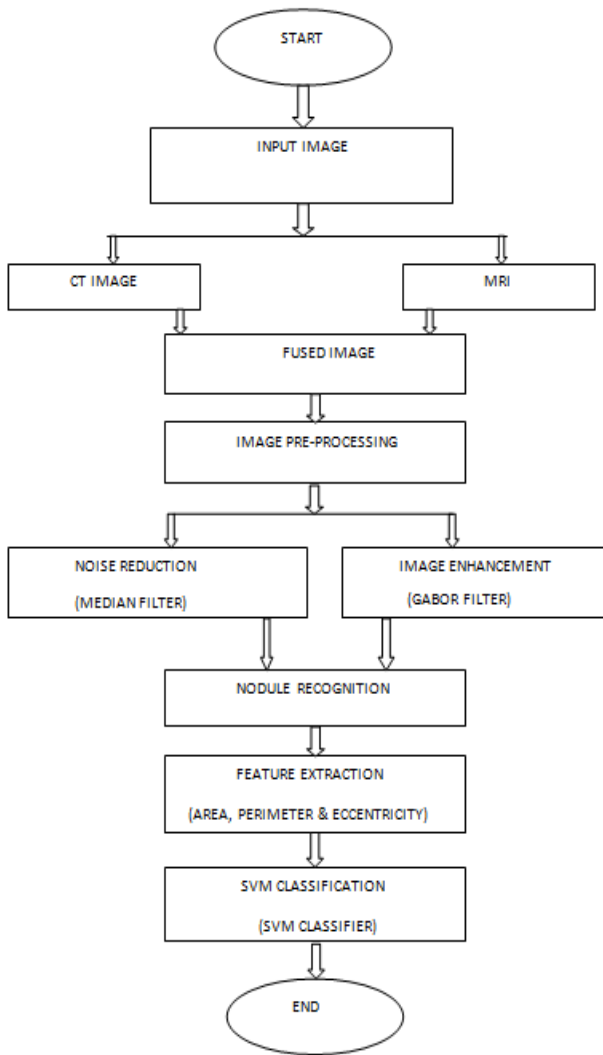 START
INPUT IMAGE
CT IMAGE
MRI
FUSED IMAGE
IMAGE PRE-PROCESSING
NOISE REDUCTION
(MEDIAN FILTER)
IMAGE ENHANCEMENT
(GABOR FILTER)
NODULE RECOGNITION
FEATURE EXTRACTION
(AREA, PERIMETER & ECCENTRICITY)
SVM CLASSIFICATION
(SVM CLASSIFIER)
END